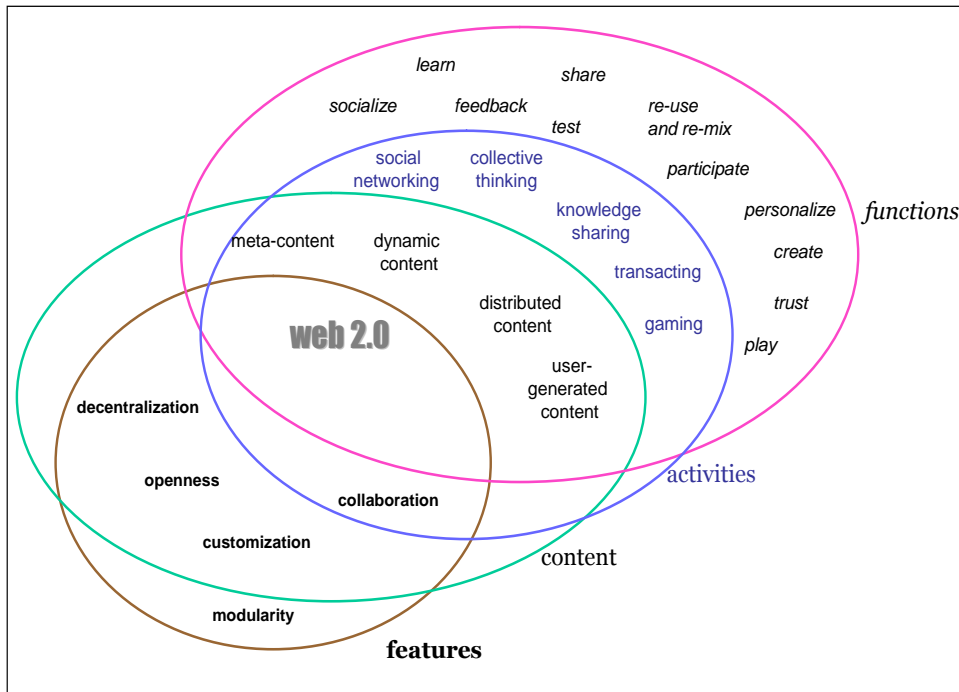 learn
share
socialize
feedback
re-use
and re-mix
test
social
networking
collective
thinking
participate
knowledge
sharing
personalize
functions
meta-content
dynamic
content
create
transacting
distributed
content
trust
web 2.0
gaming
play
user-
generated
content
decentralization
activities
openness
collaboration
customization
content
modularity
features